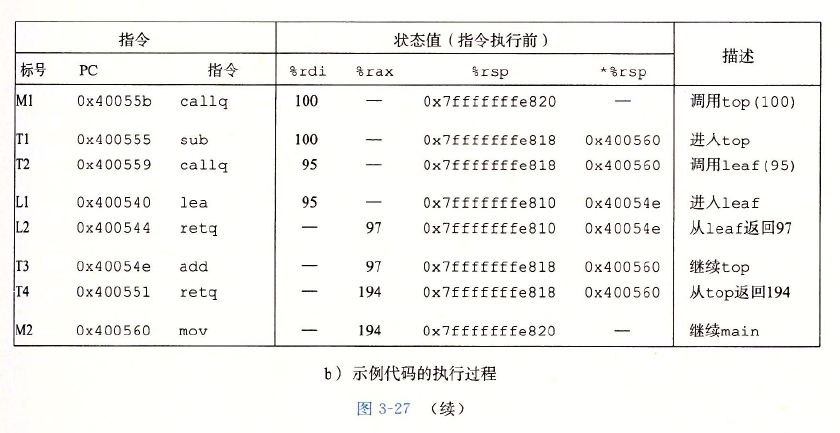 指令 状态值（指令执行前） 描述
标号 PC 指令 %rdi %rax %rsp *%rsp
M1 0x40055b callq 100 — 0x7fffffffe820 — 调用top(100)
T1 0x400555 sub 100 — 0x7fffffffe818 0x400560 进入top
T2 0x400559 callq 95 — 0x7fffffffe818 0x400560 调用leaf(95)
L1 0x400540 lea 95 — 0x7fffffffe810 0x40054e 进入leaf
L2 0x400544 retq — 97 0x7fffffffe810 0x40054e 从leaf返回97
T3 0x40054e add — 97 0x7fffffffe818 0x400560 继续top
T4 0x400551 retq — 194 0x7fffffffe818 0x400560 从top返回194
M2 0x400560 mov — 194 0x7fffffffe820 — 继续main
b）示例代码的执行过程
图 3-27 （续）